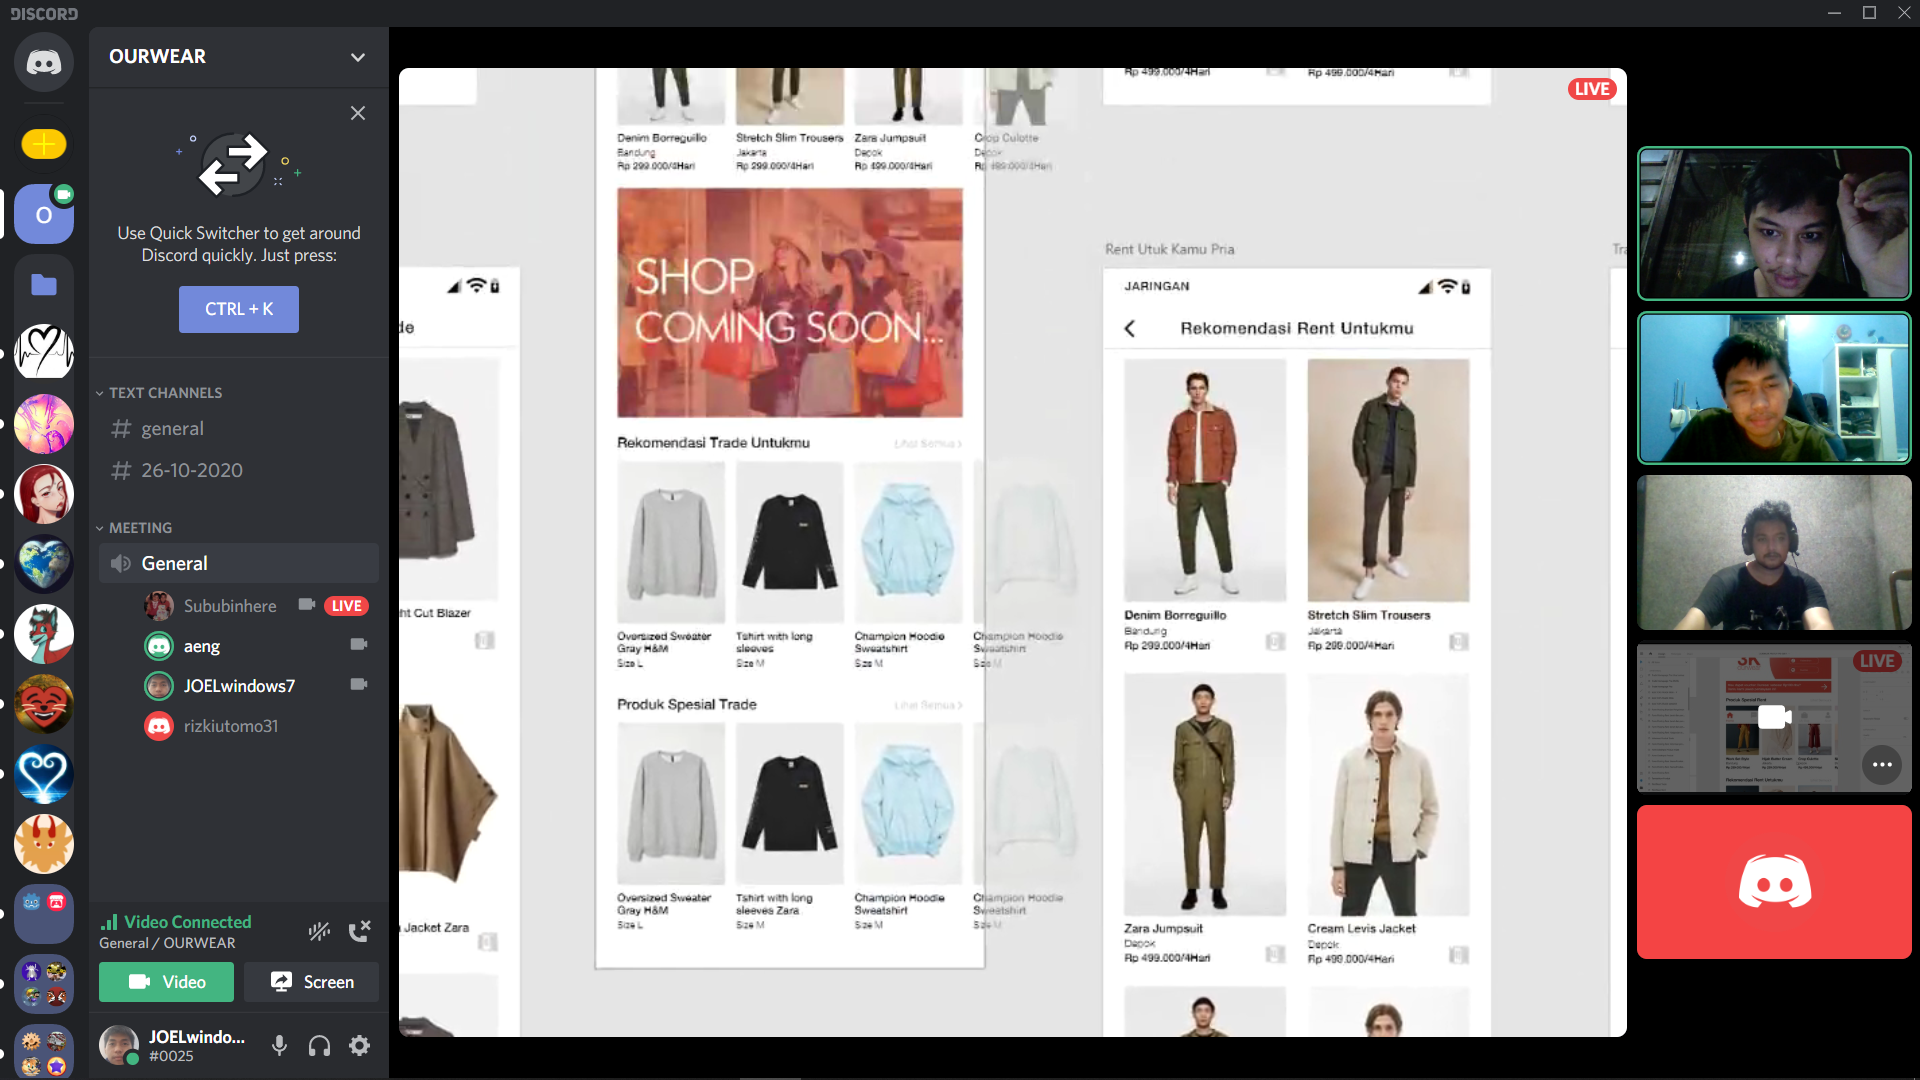 DISCORD
OURWEAR
Use Quick Switcher to get around
Discord quickly. Just press:
CTRL + K
TEXT CHANNELS
# general
# 26-10-2020
MEETING
General
Sububinhere
LIVE
aeng
JOELwindows7
rizkiutomo31
Video Connected
General / OURWEAR
Video
Screen
JOELwindo...
#0025
O
LIVE
de
ht Cut Blazer
Jacket Zara
Denim Borreguillo
Bandung
Rp 299.000/4Hari
Stretch Slim Trousers
Jakarta
Rp 299.000/4Hari
Zara Jumpsuit
Depok
Rp 499.000/4Hari
Crop Culotte
Depok
Rp 499.000/4Hari
SHOP
COMING SOON...
Rekomendasi Trade Untukmu
Lihat Semua
Oversized Sweater
Gray H&M
Size L
Tshirt with long
sleeves
Size M
Champion Hoodie
Sweatshirt
Size M
Champion Hoodie
Sweatshirt
Size M
Produk Spesial Trade
Lihat Semua
Oversized Sweater
Gray H&M
Size L
Tshirt with long
sleeves Zara
Size M
Champion Hoodie
Sweatshirt
Size M
Champion Hoodie
Sweatshirt
Size M
Rp 499.000/4Hari
Rp 499.000/4Hari
Rent Utuk Kamu Pria
Tra
JARINGAN
Rekomendasi Rent Untukmu
Denim Borreguillo
Bandung
Rp 299.000/4Hari
Stretch Slim Trousers
Jakarta
Rp 299.000/4Hari
Zara Jumpsuit
Depok
Rp 499.000/4Hari
Cream Levis Jacket
Depok
Rp 499.000/4Hari
LIVE